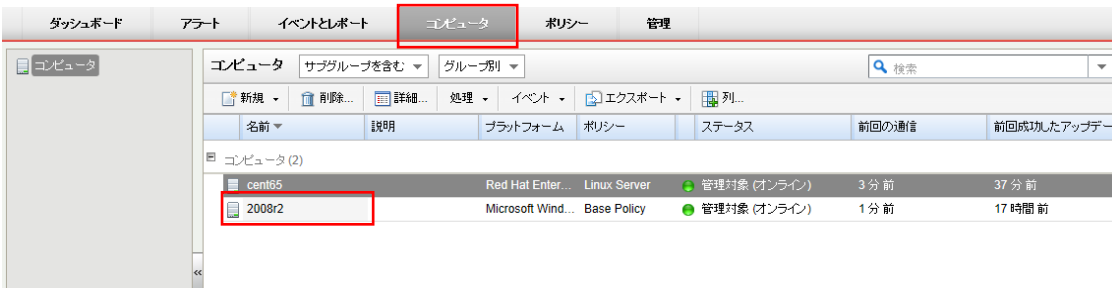 ダッシュボード アラート イベントとレポート コンピュータ ポリシー 管理
コンピュータ
コンピュータ サブグループを含む グループ別 検索
新規 削除... 詳細... 処理 イベント エクスポート 列...
名前 説明 プラットフォーム ポリシー ステータス 前回の通信 前回成功したアップデー
コンピュータ (2)
cent65 Red Hat Enter... Linux Server 管理対象 (オンライン) 3 分 前 37 分 前
2008r2 Microsoft Wind... Base Policy 管理対象 (オンライン) 1 分 前 17 時間 前
«